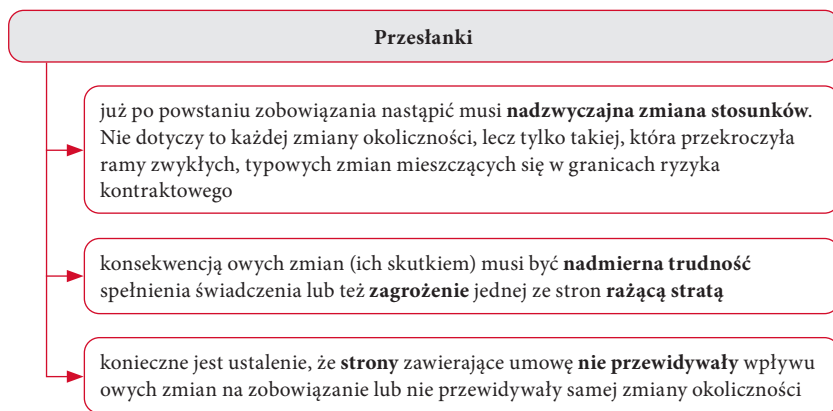 Przesłanki
już po powstaniu zobowiązania nastąpić musi nadzwyczajna zmiana stosunków.
Nie dotyczy to każdej zmiany okoliczności, lecz tylko takiej, która przekroczyła
ramy zwykłych, typowych zmian mieszczących się w granicach ryzyka
kontraktowego
konsekwencją owych zmian (ich skutkiem) musi być nadmierna trudność
spełnienia świadczenia lub też zagrożenie jednej ze stron rażącą stratą
konieczne jest ustalenie, że strony zawierające umowę nie przewidywały wpływu
owych zmian na zobowiązanie lub nie przewidywały samej zmiany okoliczności